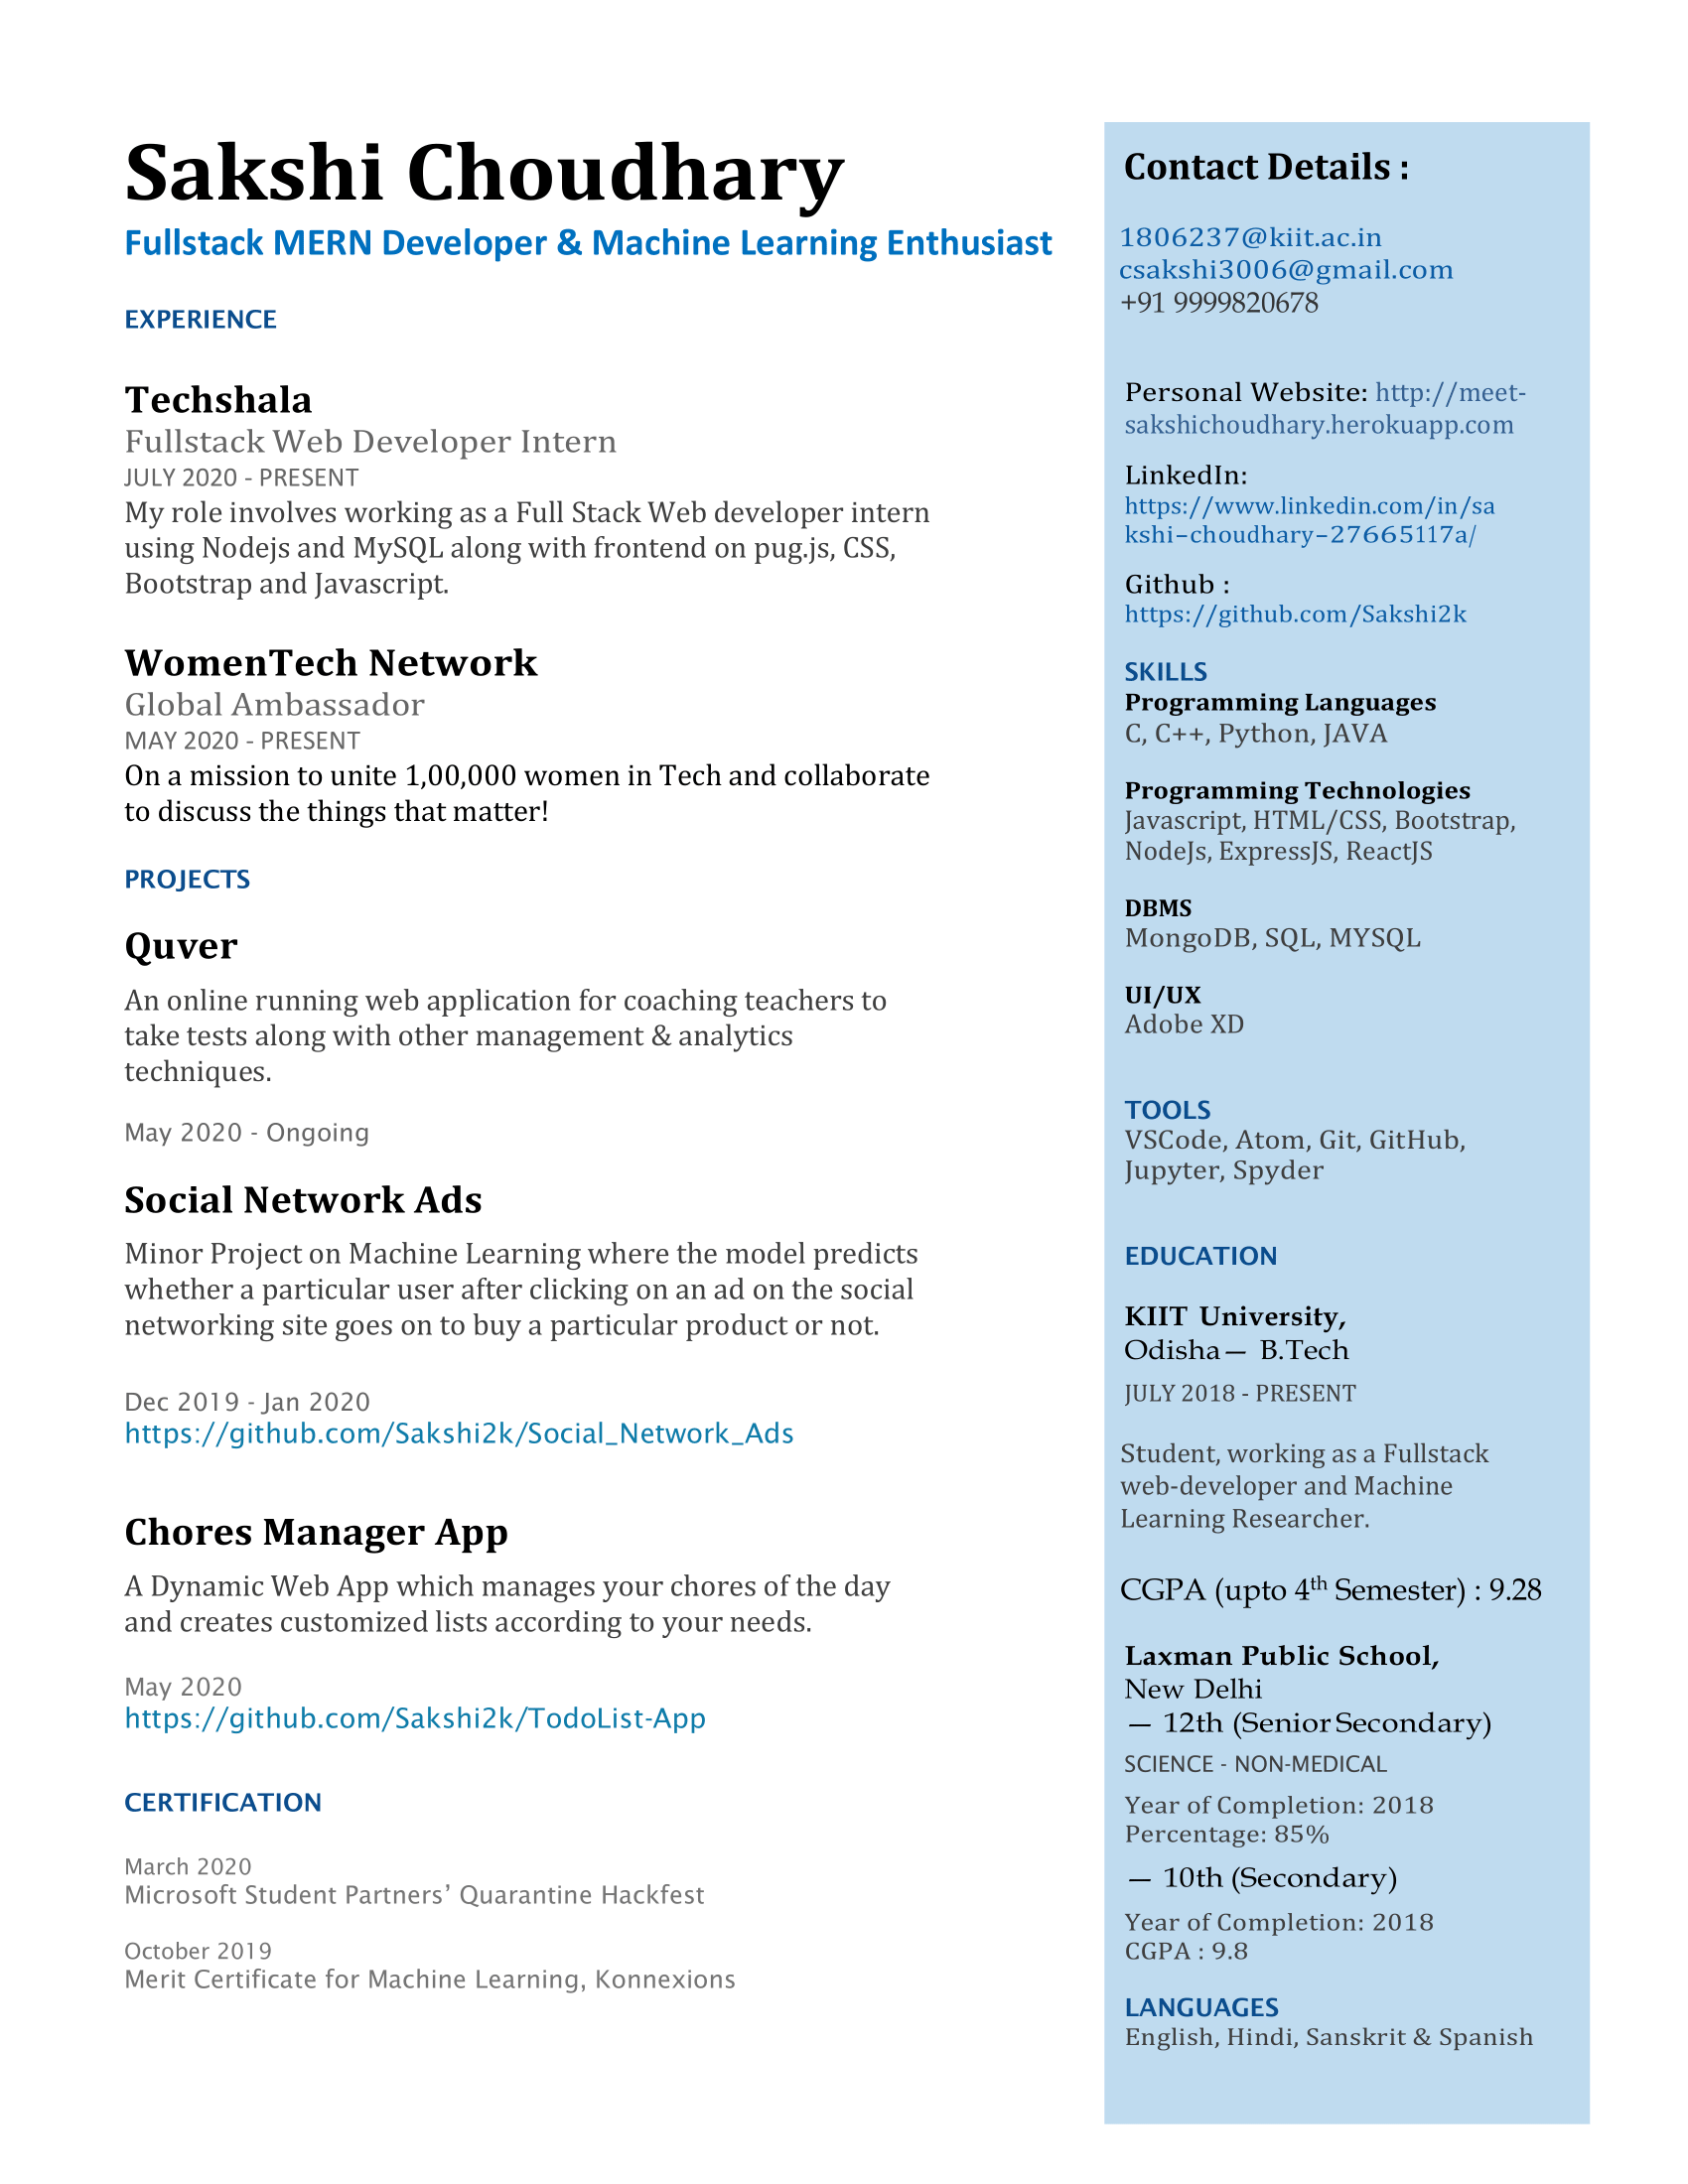 Sakshi Choudhary
Fullstack MERN Developer & Machine Learning Enthusiast
EXPERIENCE
Techshala
Fullstack Web Developer Intern
JULY 2020 - PRESENT
My role involves working as a Full Stack Web developer intern
using Nodejs and MySQL along with frontend on pug.js, CSS,
Bootstrap and Javascript.
WomenTech Network
Global Ambassador
MAY 2020 - PRESENT
On a mission to unite 1,00,000 women in Tech and collaborate
to discuss the things that matter!
PROJECTS
Quver
An online running web application for coaching teachers to
take tests along with other management & analytics
techniques.
May 2020 - Ongoing
Social Network Ads
Minor Project on Machine Learning where the model predicts
whether a particular user after clicking on an ad on the social
networking site goes on to buy a particular product or not.
Dec 2019 - Jan 2020
https://github.com/Sakshi2k/Social_Network_Ads
Chores Manager App
A Dynamic Web App which manages your chores of the day
and creates customized lists according to your needs.
May 2020
https://github.com/Sakshi2k/TodoList-App
CERTIFICATION
March 2020
Microsoft Student Partners’ Quarantine Hackfest
October 2019
Merit Certificate for Machine Learning, Konnexions
Contact Details :
1806237@kiit.ac.in
csakshi3006@gmail.com
+91 9999820678
Personal Website: http://meet-
sakshichoudhary.herokuapp.com
LinkedIn:
https://www.linkedin.com/in/sa
kshi-choudhary-27665117a/
Github :
https://github.com/Sakshi2k
SKILLS
Programming Languages
C, C++, Python, JAVA
Programming Technologies
Javascript, HTML/CSS, Bootstrap,
NodeJs, ExpressJS, ReactJS
DBMS
MongoDB, SQL, MYSQL
UI/UX
Adobe XD
TOOLS
VSCode, Atom, Git, GitHub,
Jupyter, Spyder
EDUCATION
KIIT University,
Odisha— B.Tech
JULY 2018 - PRESENT
Student, working as a Fullstack
web-developer and Machine
Learning Researcher.
CGPA (upto 4th Semester) : 9.28
Laxman Public School,
New Delhi
— 12th (Senior Secondary)
SCIENCE - NON-MEDICAL
Year of Completion: 2018
Percentage: 85%
— 10th (Secondary)
Year of Completion: 2018
CGPA : 9.8
LANGUAGES
English, Hindi, Sanskrit & Spanish